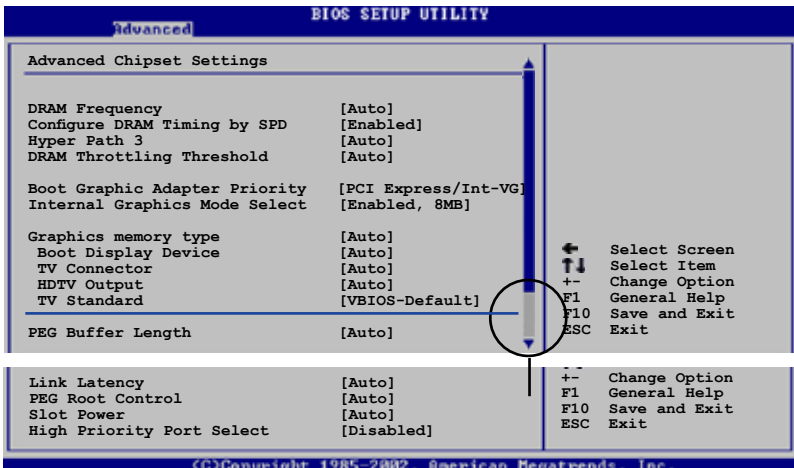 BIOS SETUP UTILITY
Advanced
Advanced Chipset Settings
DRAM Frequency [Auto]
Configure DRAM Timing by SPD [Enabled]
Hyper Path 3 [Auto]
DRAM Throttling Threshold [Auto]
Boot Graphic Adapter Priority [PCI Express/Int-VG]
Internal Graphics Mode Select [Enabled, 8MB]
Graphics memory type [Auto]
Boot Display Device [Auto]
TV Connector [Auto]
HDTV Output [Auto]
TV Standard [VBIOS-Default]
PEG Buffer Length [Auto]
Select Screen
Select Item
+- Change Option
F1 General Help
F10 Save and Exit
ESC Exit
Link Latency [Auto]
PEG Root Control [Auto]
Slot Power [Auto]
High Priority Port Select [Disabled]
+- Change Option
F1 General Help
F10 Save and Exit
ESC Exit
(C)Copyright 1985-2002, American Megatrends, Inc.